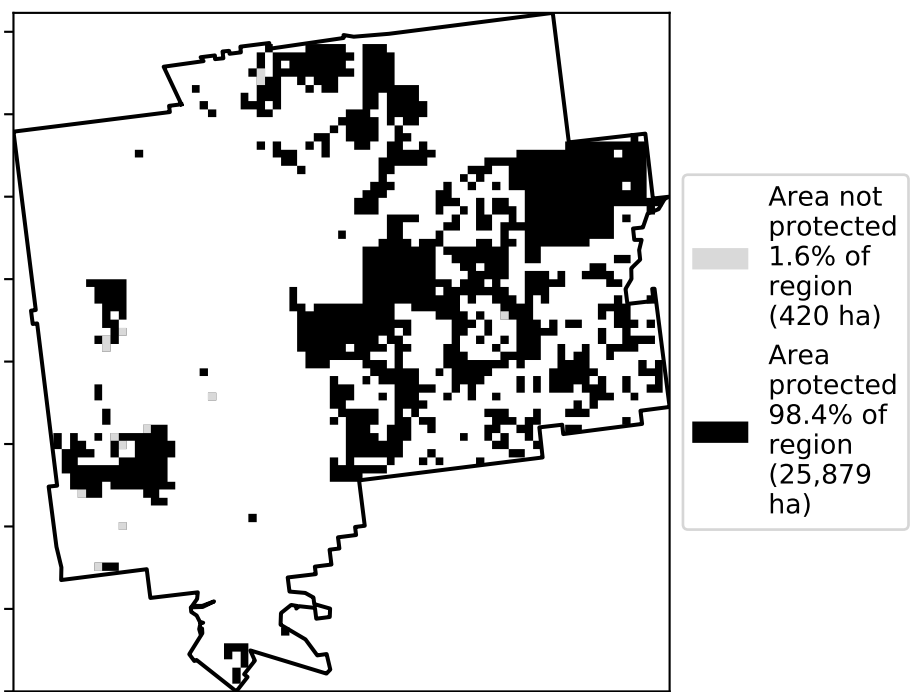 Area not
protected
1.6% of
region
(420 ha)
Area
protected
98.4% of
region
(25,879
ha)